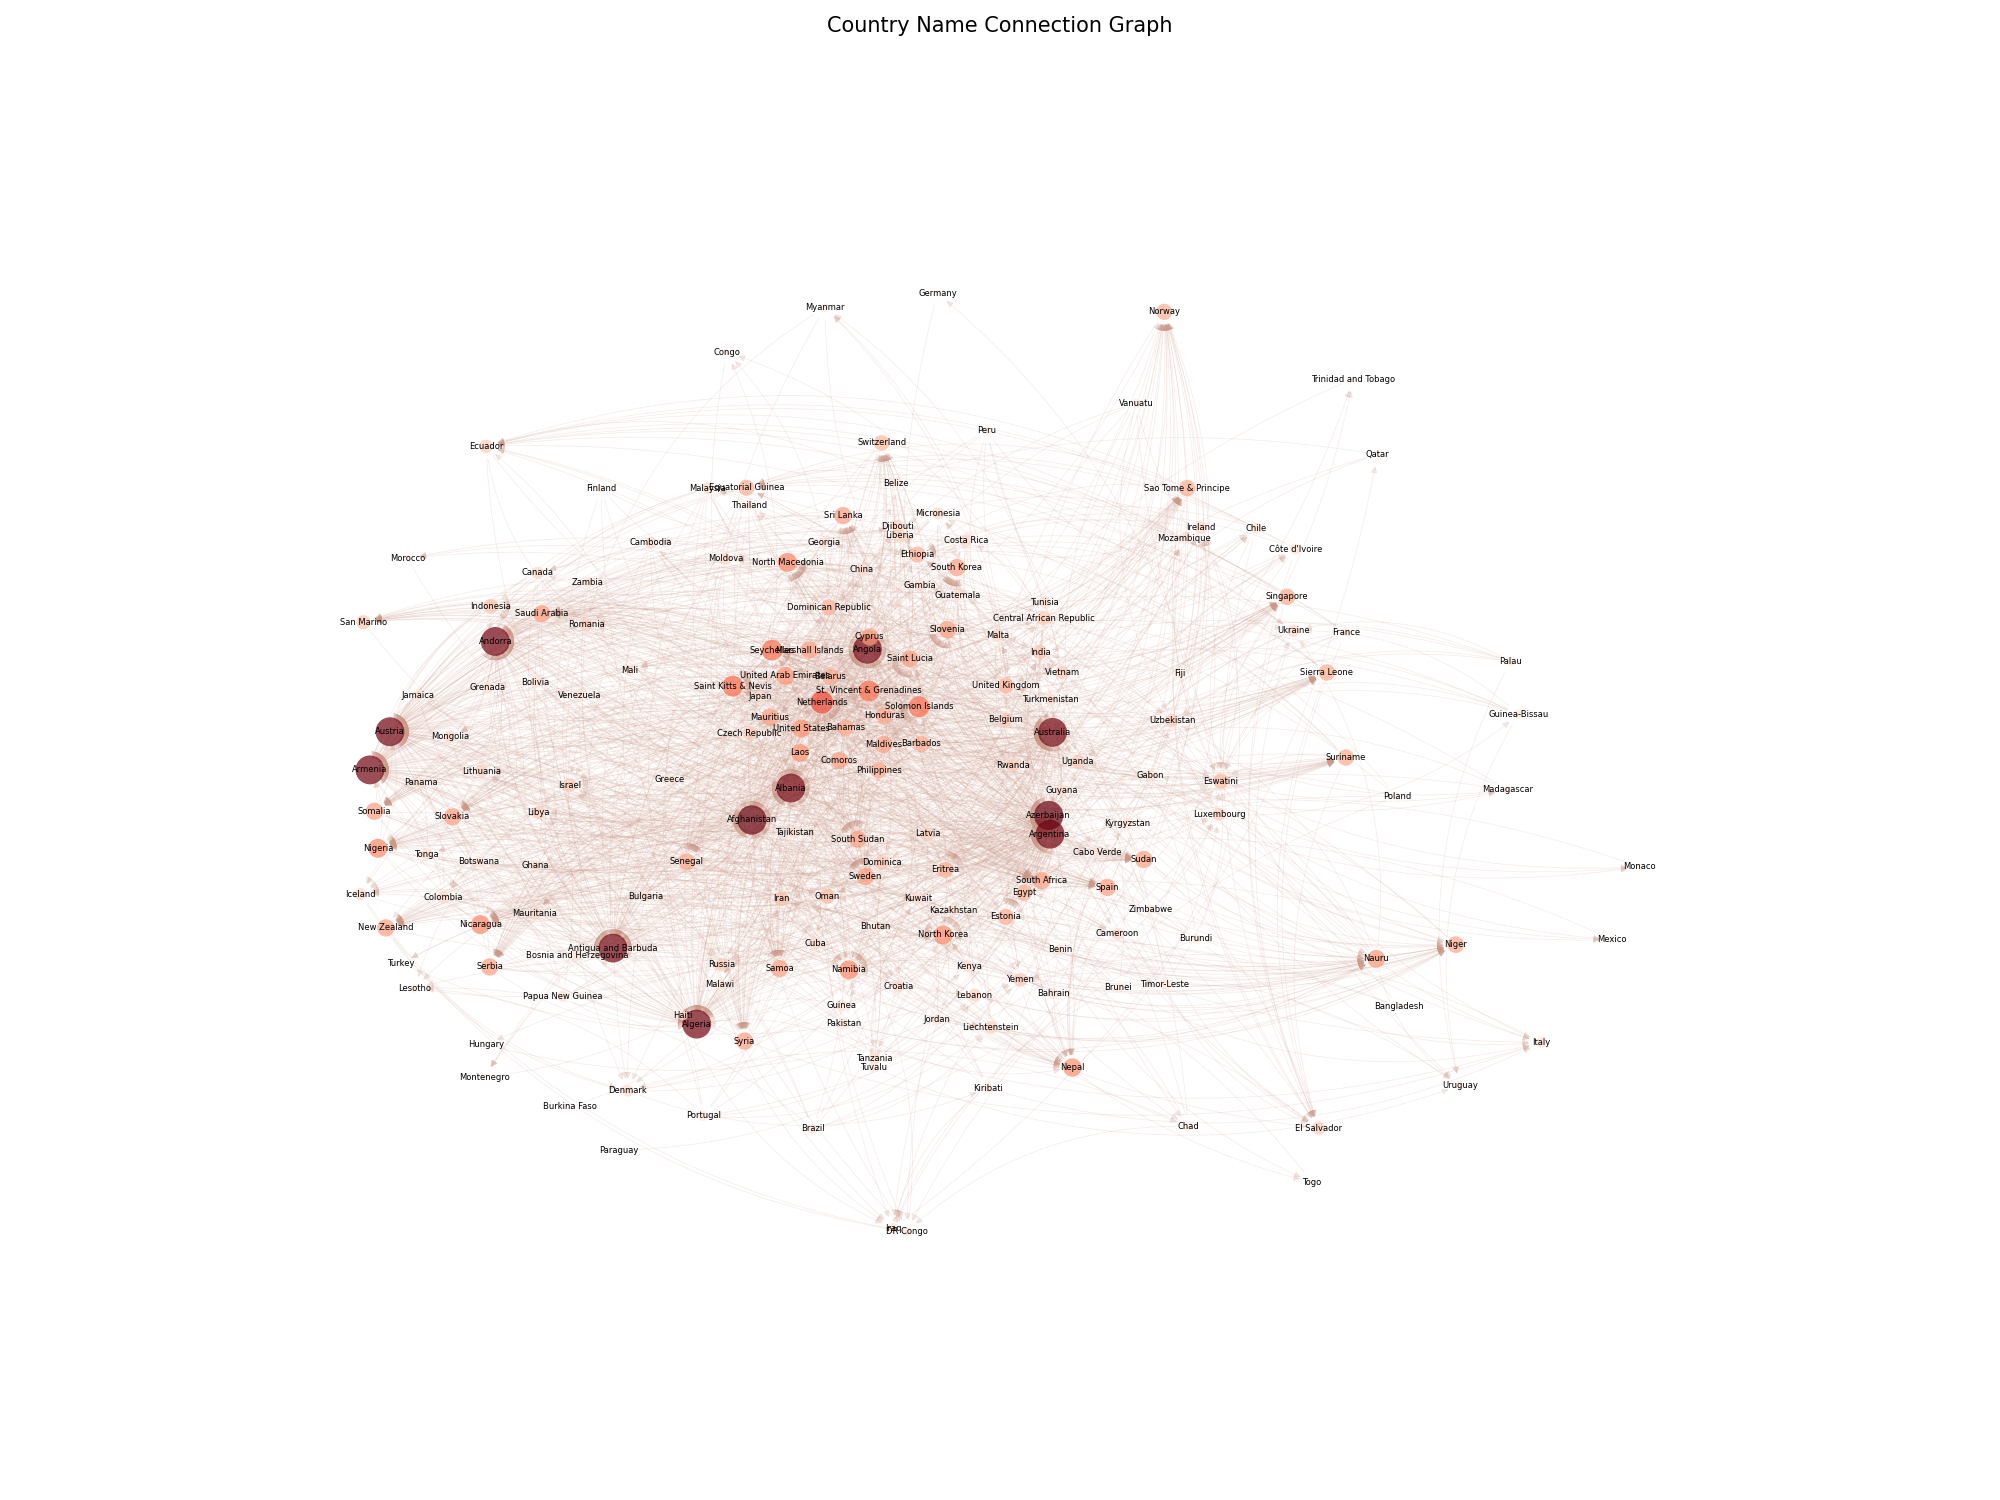 Country Name Connection Graph
Germany
Myanmar
Norway
Congo
Trinidad and Tobago
Vanuatu
Peru
Switzerland
Ecuador
Qatar
Belize
Finland
Malaysia
Equatorial Guinea
Sao Tome & Principe
Thailand
Sri Lanka
Micronesia
Djibouti
Ireland
Chile
Liberia
Mozambique
Cambodia
Georgia
Costa Rica
Côte d'Ivoire
Morocco
Moldova
North Macedonia
Ethiopia
South Korea
Canada
China
Zambia
Gambia
Guatemala
Singapore
Indonesia
Saudi Arabia
Dominican Republic
Tunisia
San Marino
Romania
Central African Republic
Slovenia
Ukraine
France
Cyprus
Malta
Andorra
Seychelles
Marshall Islands
Angola
India
Saint Lucia
Palau
Mali
United Arab Emirates
Belarus
Vietnam
Sierra Leone
Fiji
Bolivia
Grenada
Saint Kitts & Nevis
St. Vincent & Grenadines
United Kingdom
Jamaica
Venezuela
Japan
Netherlands
Turkmenistan
Solomon Islands
Mauritius
Honduras
Belgium
Uzbekistan
Guinea-Bissau
Austria
Mongolia
Czech Republic
United States
Bahamas
Australia
Maldives
Barbados
Laos
Comoros
Uganda
Suriname
Armenia
Lithuania
Philippines
Rwanda
Gabon
Panama
Israel
Greece
Eswatini
Albania
Guyana
Poland
Madagascar
Somalia
Slovakia
Libya
Afghanistan
Azerbaijan
Luxembourg
Kyrgyzstan
Tajikistan
Latvia
Argentina
South Sudan
Nigeria
Tonga
Botswana
Ghana
Senegal
Dominica
Cabo Verde
Sudan
Monaco
Sweden
Eritrea
South Africa
Spain
Iceland
Colombia
Bulgaria
Iran
Oman
Kuwait
Egypt
Mauritania
Kazakhstan
Estonia
Zimbabwe
New Zealand
Nicaragua
Bhutan
North Korea
Cameroon
Burundi
Mexico
Antigua and Barbuda
Cuba
Niger
Bosnia and Herzegovina
Benin
Turkey
Serbia
Russia
Samoa
Namibia
Kenya
Nauru
Lesotho
Malawi
Croatia
Yemen
Brunei
Timor-Leste
Papua New Guinea
Lebanon
Bahrain
Guinea
Bangladesh
Haiti
Algeria
Pakistan
Jordan
Liechtenstein
Hungary
Syria
Italy
Tanzania
Tuvalu
Nepal
Montenegro
Denmark
Kiribati
Uruguay
Burkina Faso
Portugal
Brazil
Chad
El Salvador
Paraguay
Togo
Iraq
DR Congo